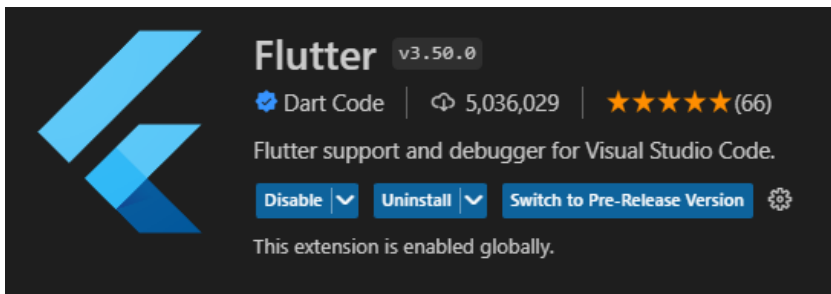 Flutter v3.50.0
Dart Code 5,036,029 (66)
Flutter support and debugger for Visual Studio Code.
Disable Uninstall Switch to Pre-Release Version
This extension is enabled globally.